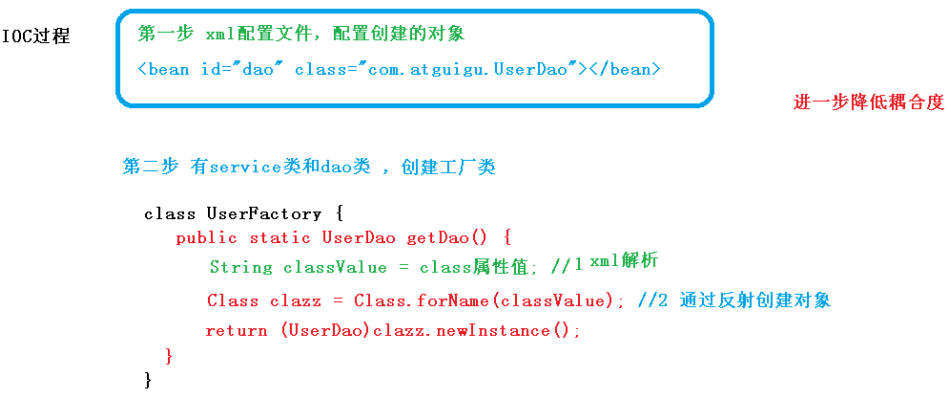 IOC过程
第一步 xml配置文件，配置创建的对象
<bean id="dao" class="com.atguigu.UserDao"></bean>
进一步降低耦合度
第二步 有service类和dao类 ，创建工厂类
class UserFactory {
public static UserDao getDao() {
String classValue = class属性值; //1 xml解析
Class clazz = Class.forName(classValue); //2 通过反射创建对象
return (UserDao)clazz.newInstance();
}
}